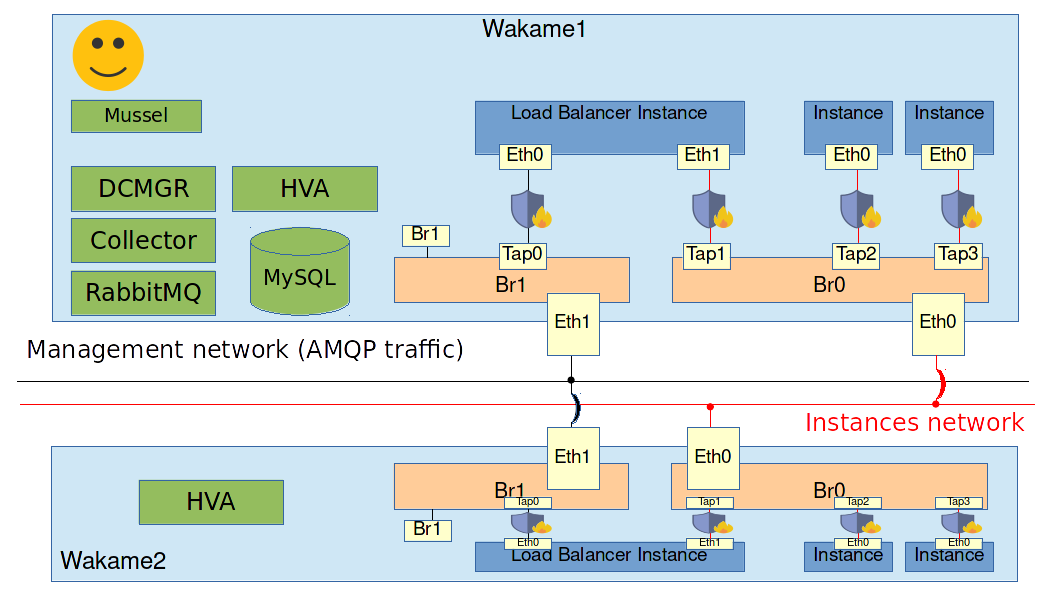 Wakame1
Mussel
Load Balancer Instance
Instance
Instance
Eth0
Eth1
Eth0
Eth0
DCMGR
HVA
Collector
Br1
MySQL
RabbitMQ
Tap0
Tap1
Tap2
Tap3
Br1
Br0
Eth1
Eth0
Management network (AMQP traffic)
Instances network
Eth1
Eth0
HVA
Br1
Br0
Tap0
Tap1
Tap2
Tap3
Br1
Eth0
Eth1
Eth0
Eth0
Wakame2
Load Balancer Instance
Instance
Instance